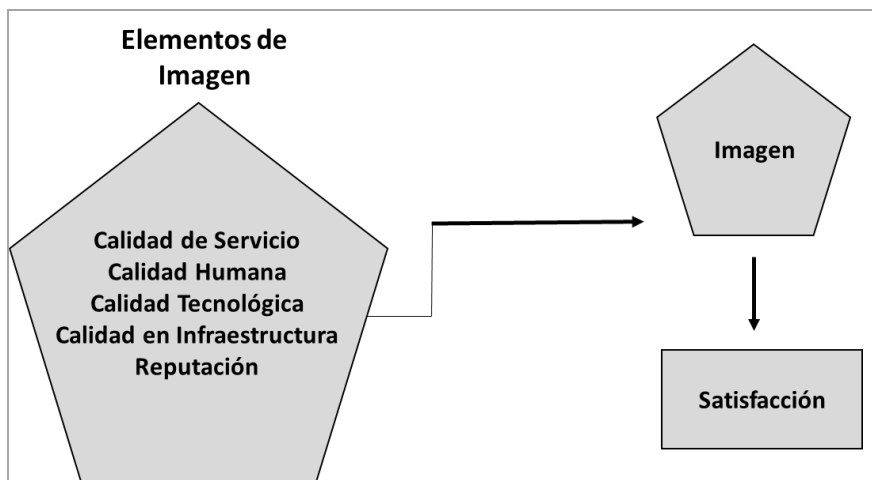 Elementos de
Imagen
Calidad de Servicio
Calidad Humana
Calidad Tecnológica
Calidad en Infraestructura
Reputación
Imagen
Satisfacción